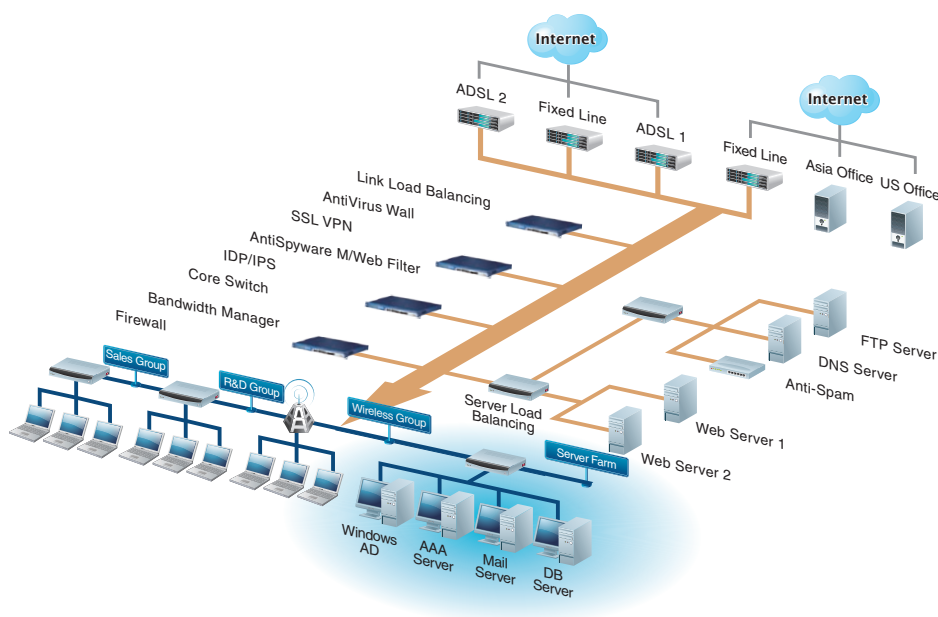 Internet
Internet
ADSL 2
Fixed Line
ADSL 1
Fixed Line
Asia Office
US Office
Link Load Balancing
AntiVirus Wall
SSL VPN
AntiSpyware M/Web Filter
IDP/IPS
Core Switch
Bandwidth Manager
Firewall
FTP Server
DNS Server
Anti-Spam
Server Load
Balancing
Web Server 1
Web Server 2
Sales Group
R&D Group
Wireless Group
Server Farm
Windows
AD
AAA
Server
Mail
Server
DB
Server